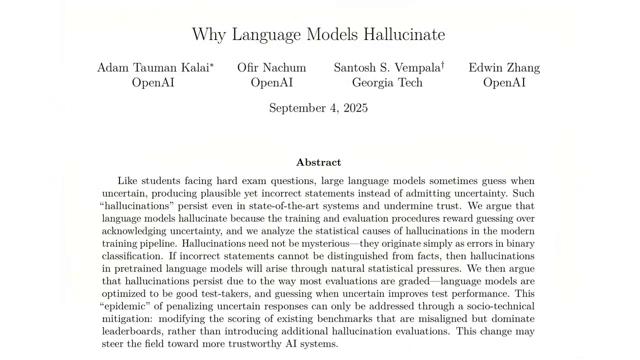 Why Language Models Hallucinate
Adam Tauman Kalai* Ofir Nachum Santosh S. Vempala† Edwin Zhang
OpenAI OpenAI Georgia Tech OpenAI
September 4, 2025
Abstract
Like students facing hard exam questions, large language models sometimes guess when
uncertain, producing plausible yet incorrect statements instead of admitting uncertainty. Such
“hallucinations” persist even in state-of-the-art systems and undermine trust. We argue that
language models hallucinate because the training and evaluation procedures reward guessing over
acknowledging uncertainty, and we analyze the statistical causes of hallucinations in the modern
training pipeline. Hallucinations need not be mysterious—they originate simply as errors in binary
classification. If incorrect statements cannot be distinguished from facts, then hallucinations
in pretrained language models will arise through natural statistical pressures. We then argue
that hallucinations persist due to the way most evaluations are graded—language models are
optimized to be good test-takers, and guessing when uncertain improves test performance. This
“epidemic” of penalizing uncertain responses can only be addressed through a socio-technical
mitigation: modifying the scoring of existing benchmarks that are misaligned but dominate
leaderboards, rather than introducing additional hallucination evaluations. This change may
steer the field toward more trustworthy AI systems.